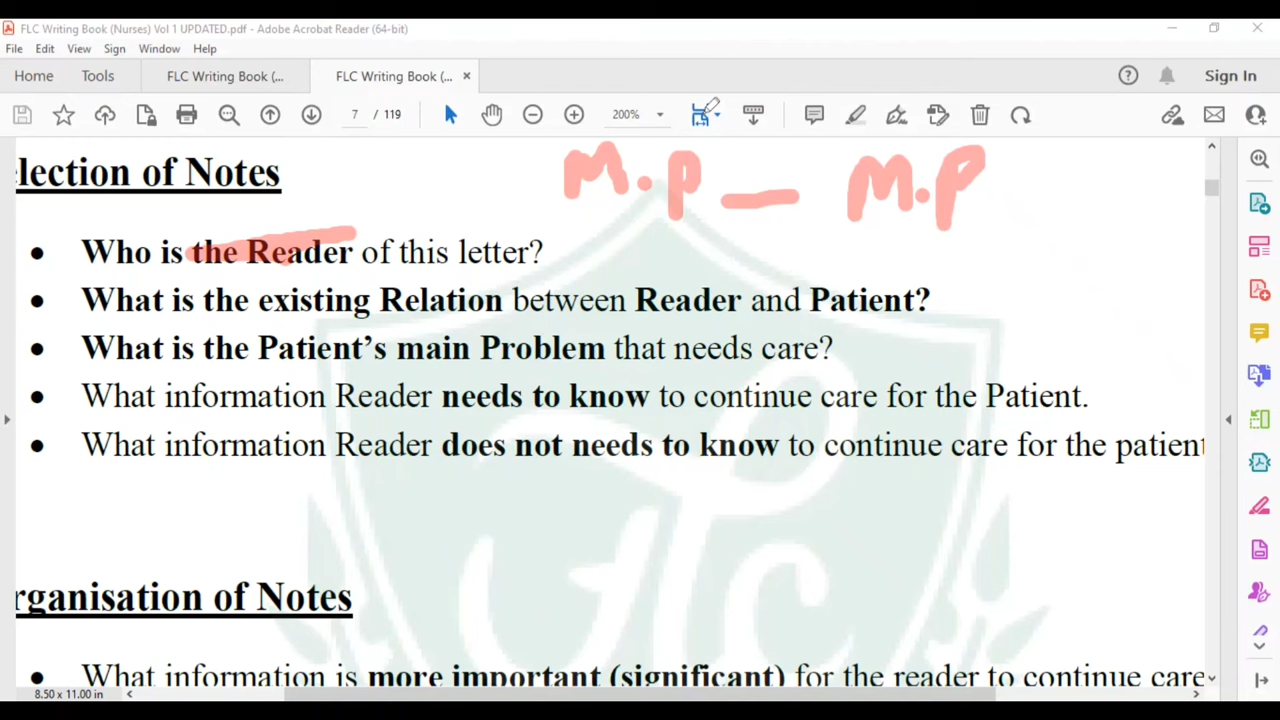 FLC Writing Book (Nurses) Vol 1 UPDATED.pdf - Adobe Acrobat Reader (64-bit)
File Edit View Sign Window Help
Home Tools FLC Writing Book (... FLC Writing Book (... × Sign In
7 / 119 200%
M.P — M.P
lection of Notes
• Who is the Reader of this letter?
• What is the existing Relation between Reader and Patient?
• What is the Patient's main Problem that needs care?
• What information Reader needs to know to continue care for the Patient.
• What information Reader does not needs to know to continue care for the patient
rganisation of Notes
• What information is more important (significant) for the reader to continue care
8.50 x 11.00 in